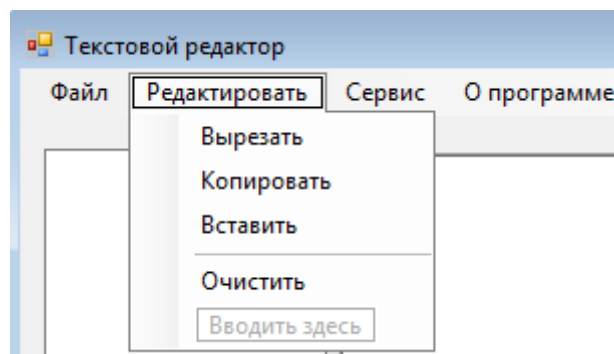 Текстовой редактор
Файл Редактировать Сервис О программе
Вырезать
Копировать
Вставить
Очистить
Вводить здесь